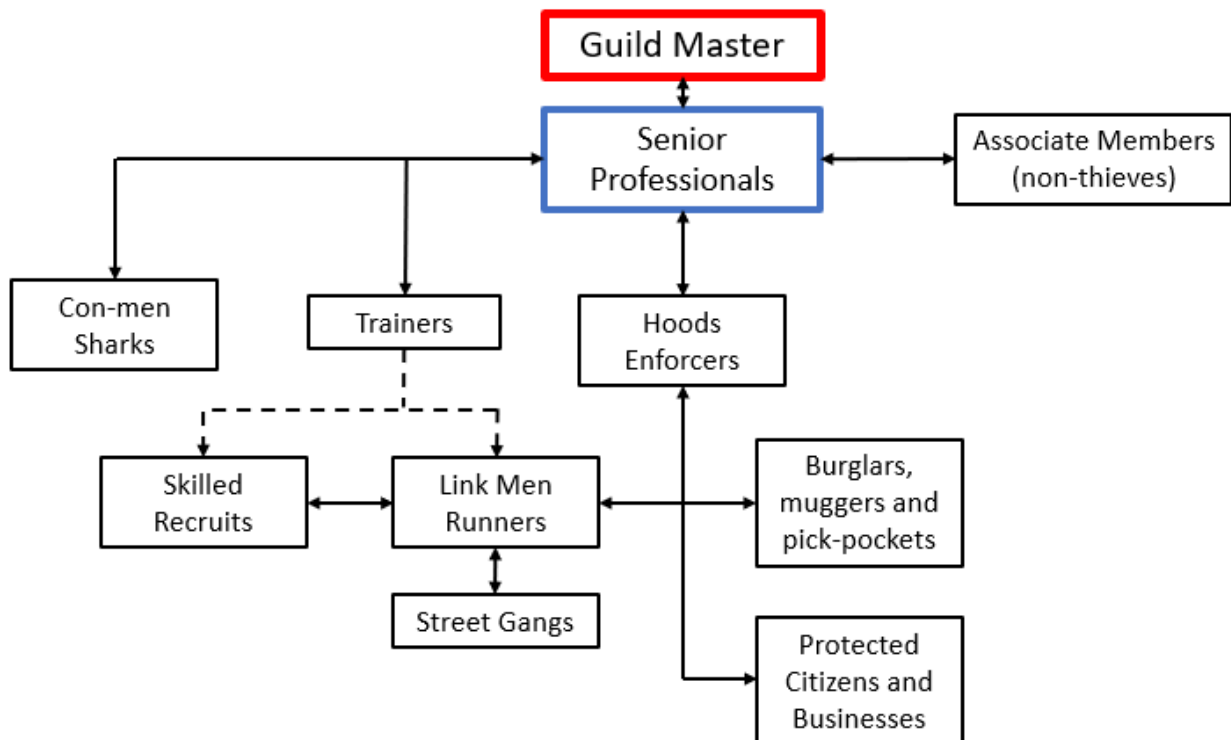 Guild Master
Senior
Professionals
Associate Members
(non-thieves)
Con-men
Sharks
Trainers
Hoods
Enforcers
Skilled
Recruits
Link Men
Runners
Burglars,
muggers and
pick-pockets
Street Gangs
Protected
Citizens and
Businesses